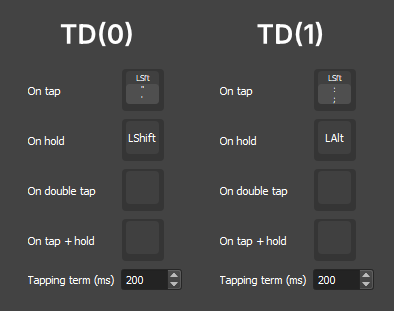 TD(0)
TD(1)
LSft
"
'
On tap
LSft
:
;
On tap
On hold
LShift
On hold
LAlt
On double tap
On double tap
On tap + hold
On tap + hold
Tapping term (ms) 200
Tapping term (ms) 200